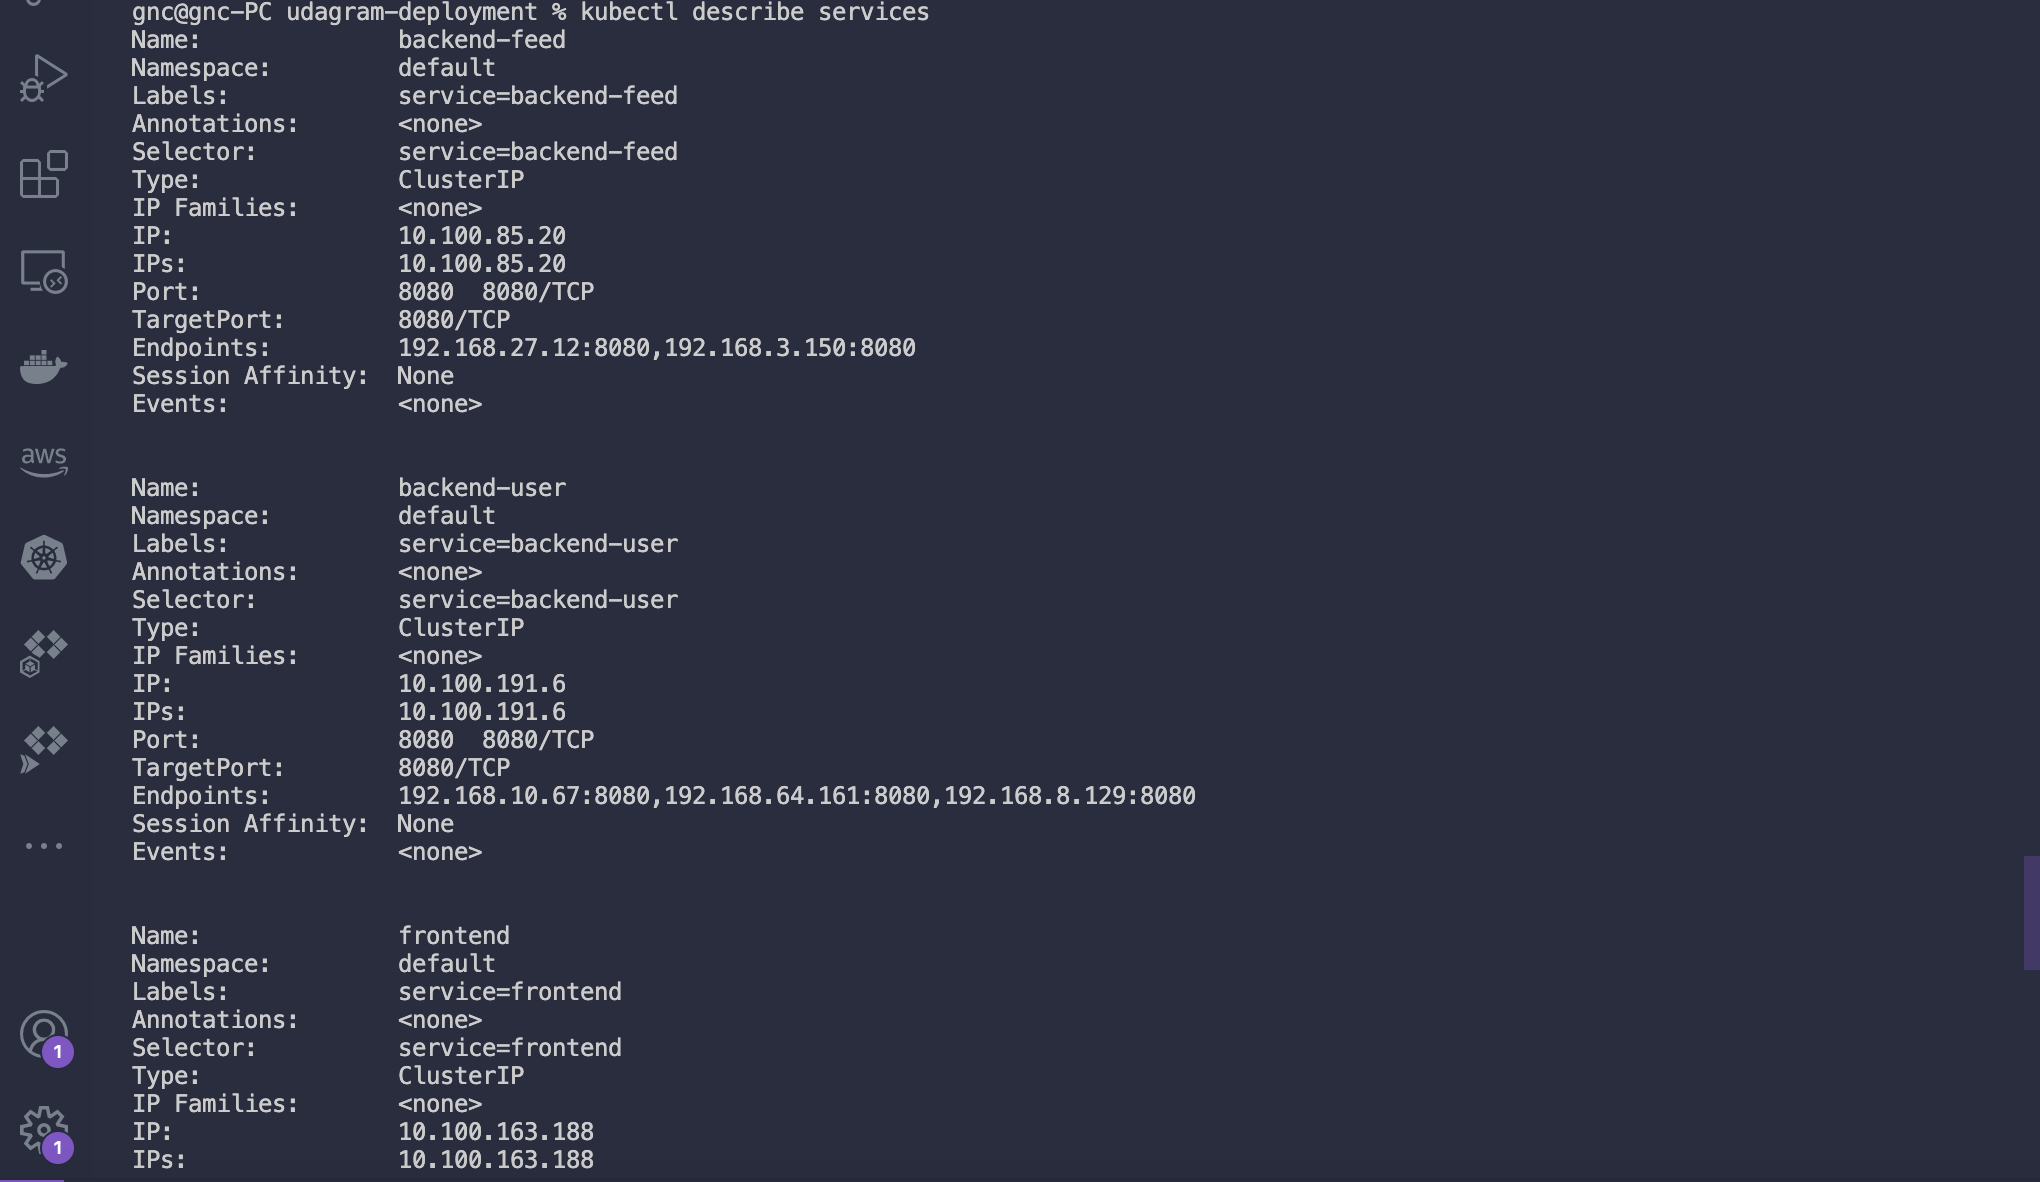 gnc@gnc-PC udagram-deployment % kubectl describe services
Name: backend-feed
Namespace: default
Labels: service=backend-feed
Annotations: <none>
Selector: service=backend-feed
Type: ClusterIP
IP Families: <none>
IP: 10.100.85.20
IPs: 10.100.85.20
Port: 8080 8080/TCP
TargetPort: 8080/TCP
Endpoints: 192.168.27.12:8080,192.168.3.150:8080
Session Affinity: None
Events: <none>
aws
Name: backend-user
Namespace: default
Labels: service=backend-user
Annotations: <none>
Selector: service=backend-user
Type: ClusterIP
IP Families: <none>
IP: 10.100.191.6
IPs: 10.100.191.6
Port: 8080 8080/TCP
TargetPort: 8080/TCP
Endpoints: 192.168.10.67:8080,192.168.64.161:8080,192.168.8.129:8080
Session Affinity: None
Events: <none>
Name: frontend
Namespace: default
Labels: service=frontend
Annotations: <none>
Selector: service=frontend
Type: ClusterIP
IP Families: <none>
IP: 10.100.163.188
IPs: 10.100.163.188
1
1